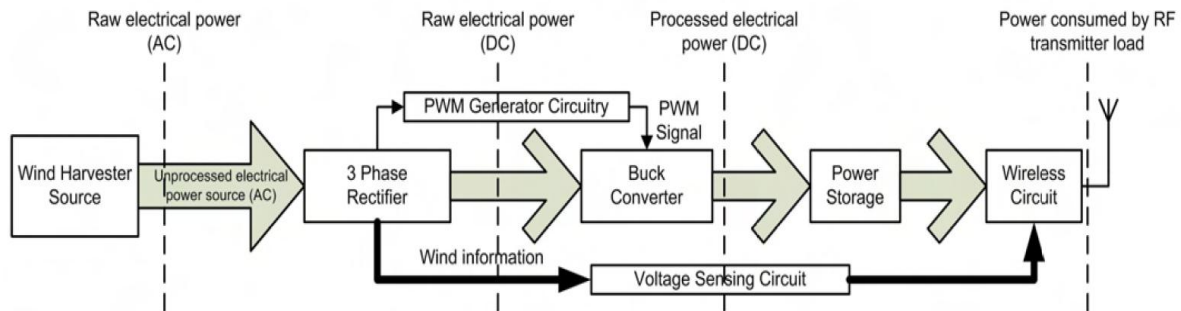 Raw electrical power
(AC)
Raw electrical power
(DC)
Processed electrical
power (DC)
Power consumed by RF
transmitter load
PWM Generator Circuitry
PWM
Signal
Wind Harvester
Source
Unprocessed electrical
power source (AC)
3 Phase
Rectifier
Buck
Converter
Power
Storage
Wireless
Circuit
Wind information
Voltage Sensing Circuit